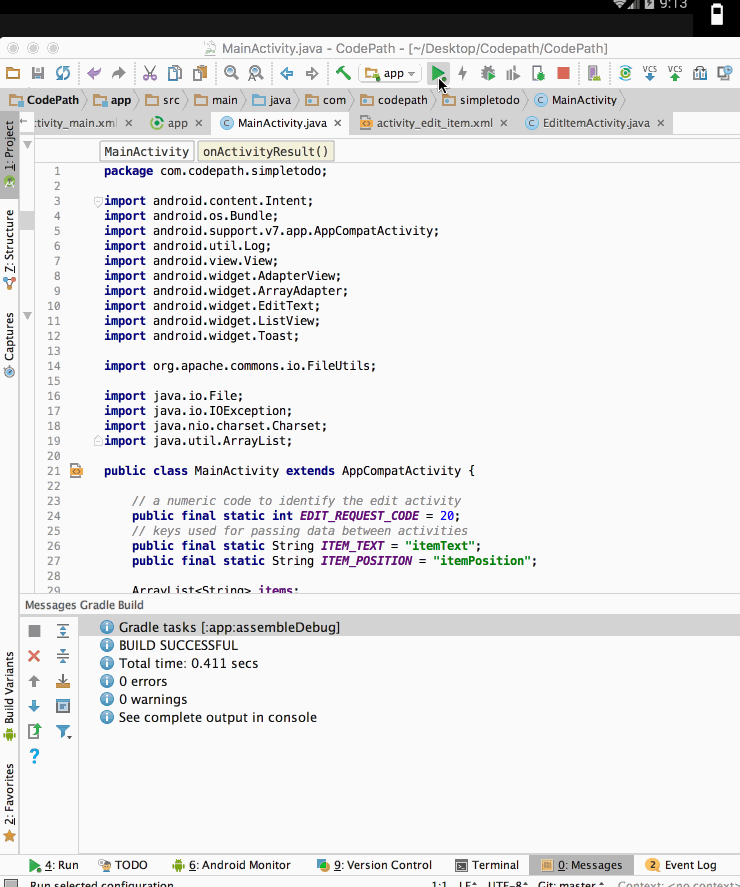 9:13
MainActivity.java - CodePath - [~/Desktop/Codepath/CodePath]
app
VCS VCS
CodePath app src main java com codepath simpletodo MainActivity
tivity_main.xml app MainActivity.java activity_edit_item.xml EditItemActivity.java
1: Project
Z: Structure
Captures
Build Variants
2: Favorites
MainActivity onActivityResult()
1 package com.codepath.simpletodo;
2
3 import android.content.Intent;
4 import android.os.Bundle;
5 import android.support.v7.app.AppCompatActivity;
6 import android.util.Log;
7 import android.view.View;
8 import android.widget.AdapterView;
9 import android.widget.ArrayAdapter;
10 import android.widget.EditText;
11 import android.widget.ListView;
12 import android.widget.Toast;
13
14 import org.apache.commons.io.FileUtils;
15
16 import java.io.File;
17 import java.io.IOException;
18 import java.nio.charset.Charset;
19 import java.util.ArrayList;
20
21 public class MainActivity extends AppCompatActivity {
22
23 // a numeric code to identify the edit activity
24 public final static int EDIT_REQUEST_CODE = 20;
25 // keys used for passing data between activities
26 public final static String ITEM_TEXT = "itemText";
27 public final static String ITEM_POSITION = "itemPosition";
28
29 ArrayList<String> items;
Messages Gradle Build
Gradle tasks [:app:assembleDebug]
BUILD SUCCESSFUL
Total time: 0.411 secs
0 errors
0 warnings
See complete output in console
4: Run TODO 6: Android Monitor 9: Version Control Terminal 0: Messages 2 Event Log
Run selected configuration 1:1 LF÷ UTF-8÷ Git: master÷ Context: <no context>